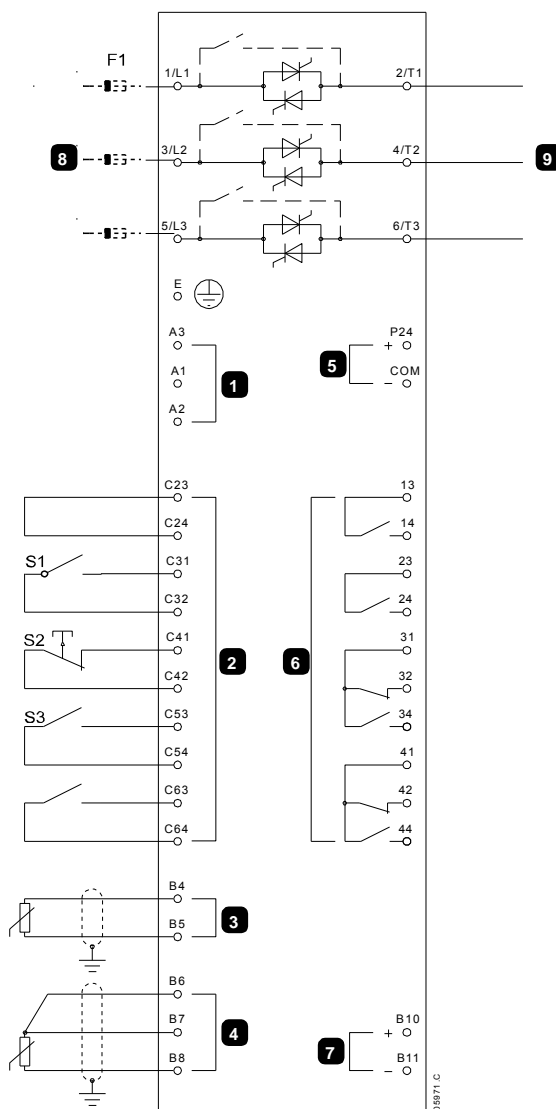 F1
1/L1 2/T1
8 3/L2 4/T2 9
5/L3 6/T3
E
A3 P24
1 5 +
A1 COM
-
A2
C23 13
C24 14
S1 C31 23
C32 24
S2 C41 31
2 6
C42 32
S3 C53 34
C54 41
C63 42
C64 44
B4
3
B5
B6
B7 B10
4 7 +
B8 B11
-
05971.C